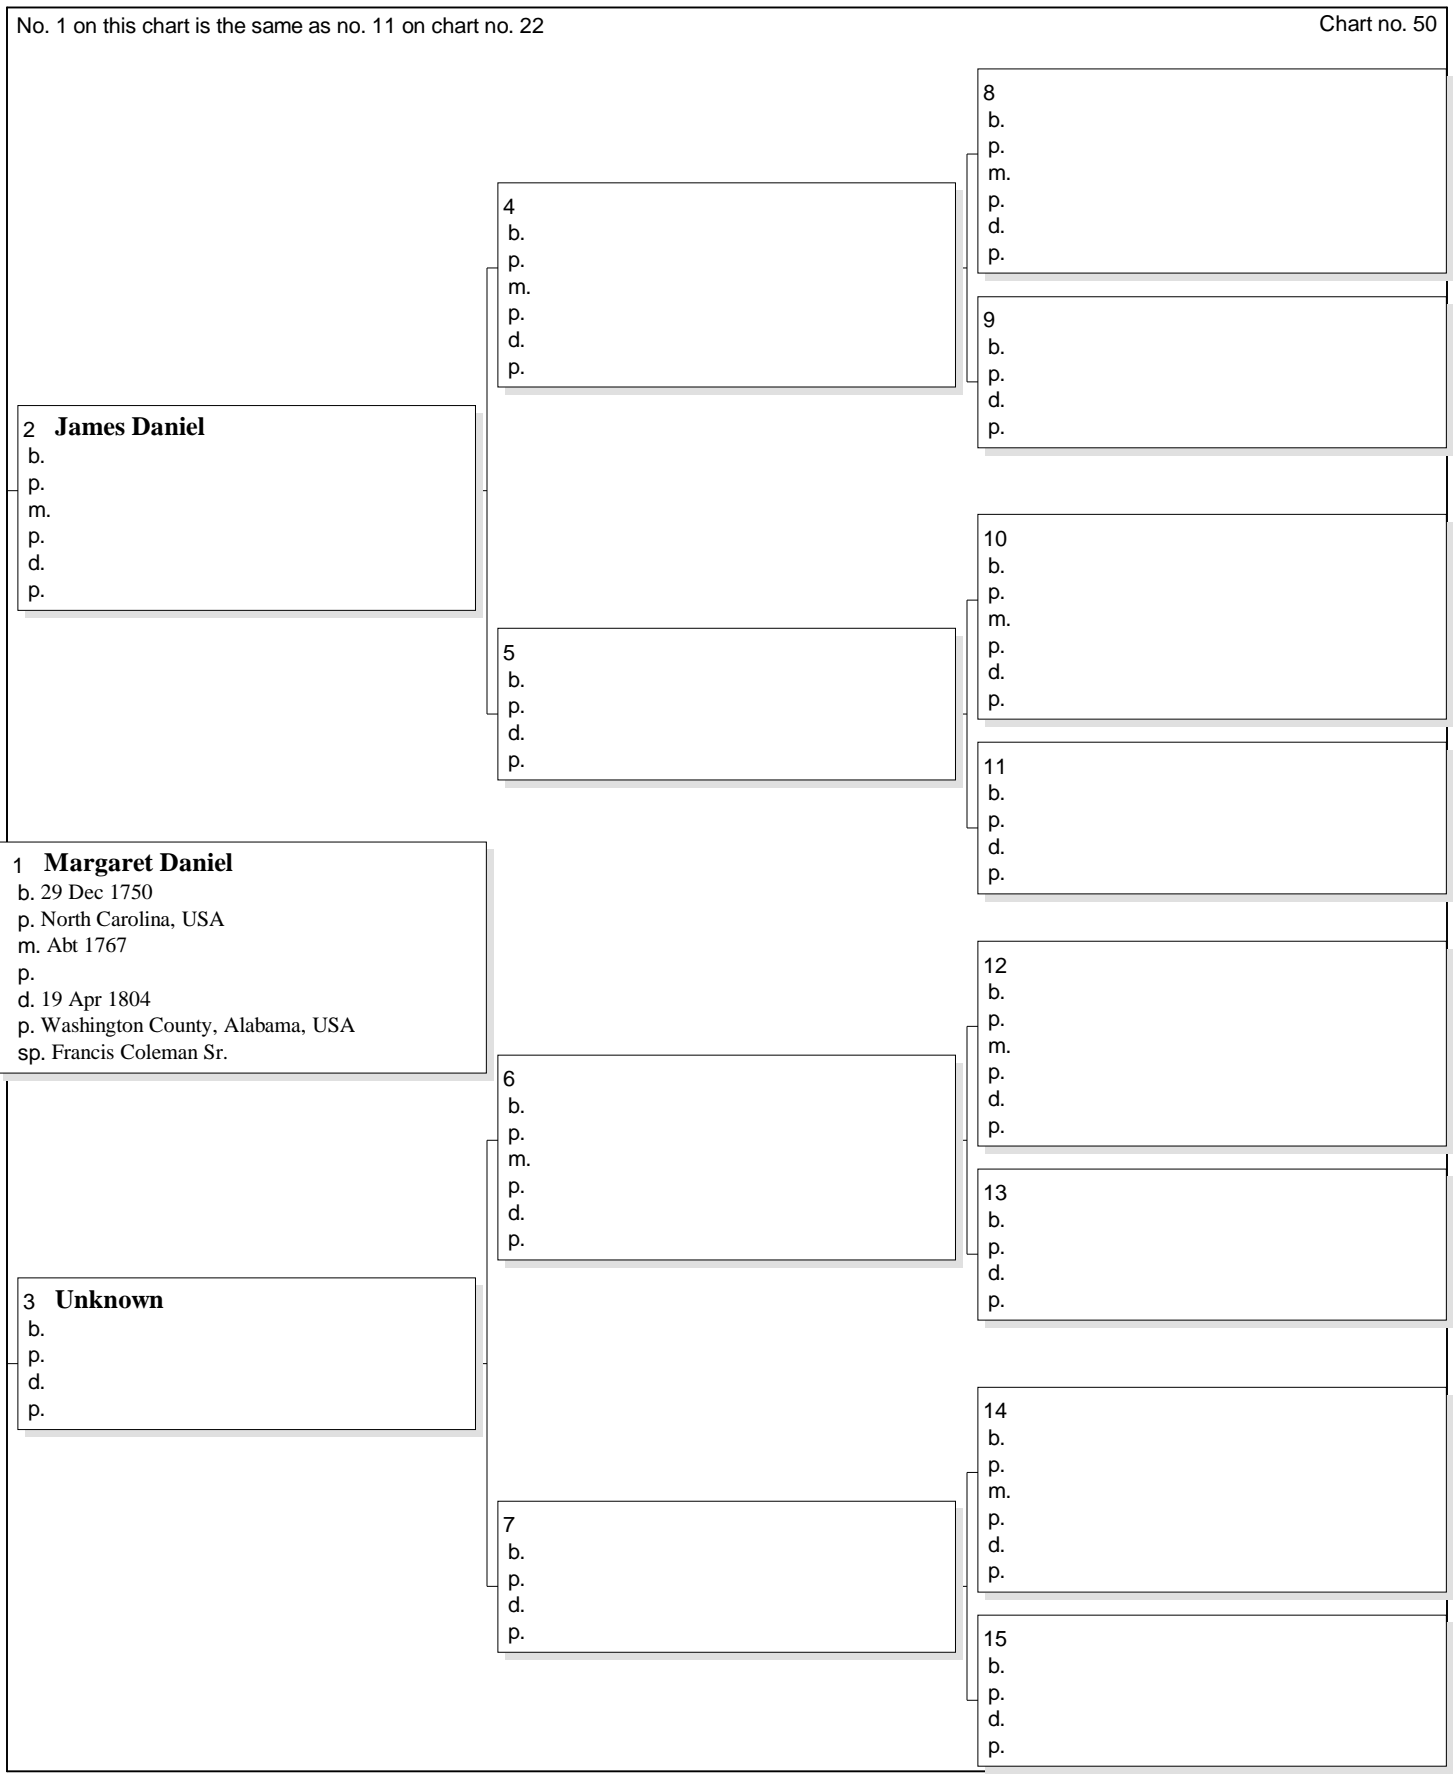 No. 1 on this chart is the same as no. 11 on chart no. 22
Chart no. 50
8
b.
p.
m.
p.
d.
p.
4
b.
p.
m.
p.
d.
p.
9
b.
p.
d.
p.
2 James Daniel
b.
p.
m.
p.
d.
p.
10
b.
p.
m.
p.
d.
p.
5
b.
p.
d.
p.
11
b.
p.
d.
p.
1 Margaret Daniel
b. 29 Dec 1750
p. North Carolina, USA
m. Abt 1767
p.
d. 19 Apr 1804
p. Washington County, Alabama, USA
sp. Francis Coleman Sr.
12
b.
p.
m.
p.
d.
p.
6
b.
p.
m.
p.
d.
p.
13
b.
p.
d.
p.
3 Unknown
b.
p.
d.
p.
14
b.
p.
m.
p.
d.
p.
7
b.
p.
d.
p.
15
b.
p.
d.
p.